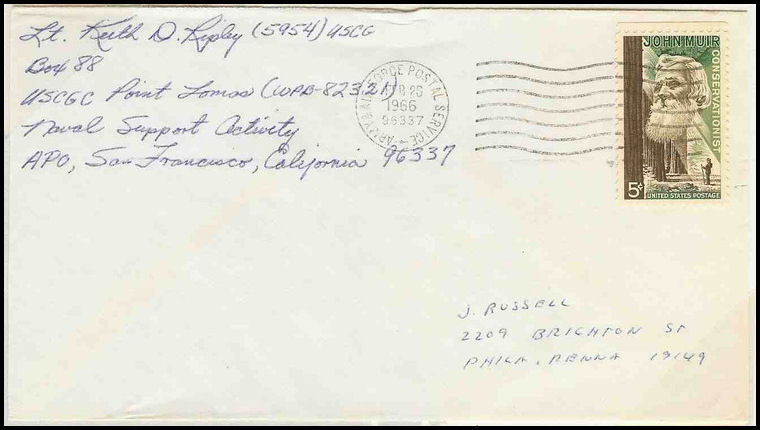 Lt. Keith D. Ripley (5954) USCG
Box 88
USCGC Point Lomas (WPB-82321)
Naval Support Activity
APO, San Francisco, California 96337
ARMY & AIR FORCE POSTAL SERVICE
FEB 26
1966
96337
JOHN MUIR
CONSERVATIONIST
5¢
UNITED STATES POSTAGE
J. RUSSELL
2209 BRIGHTON ST
PHILA, PENNA 19149